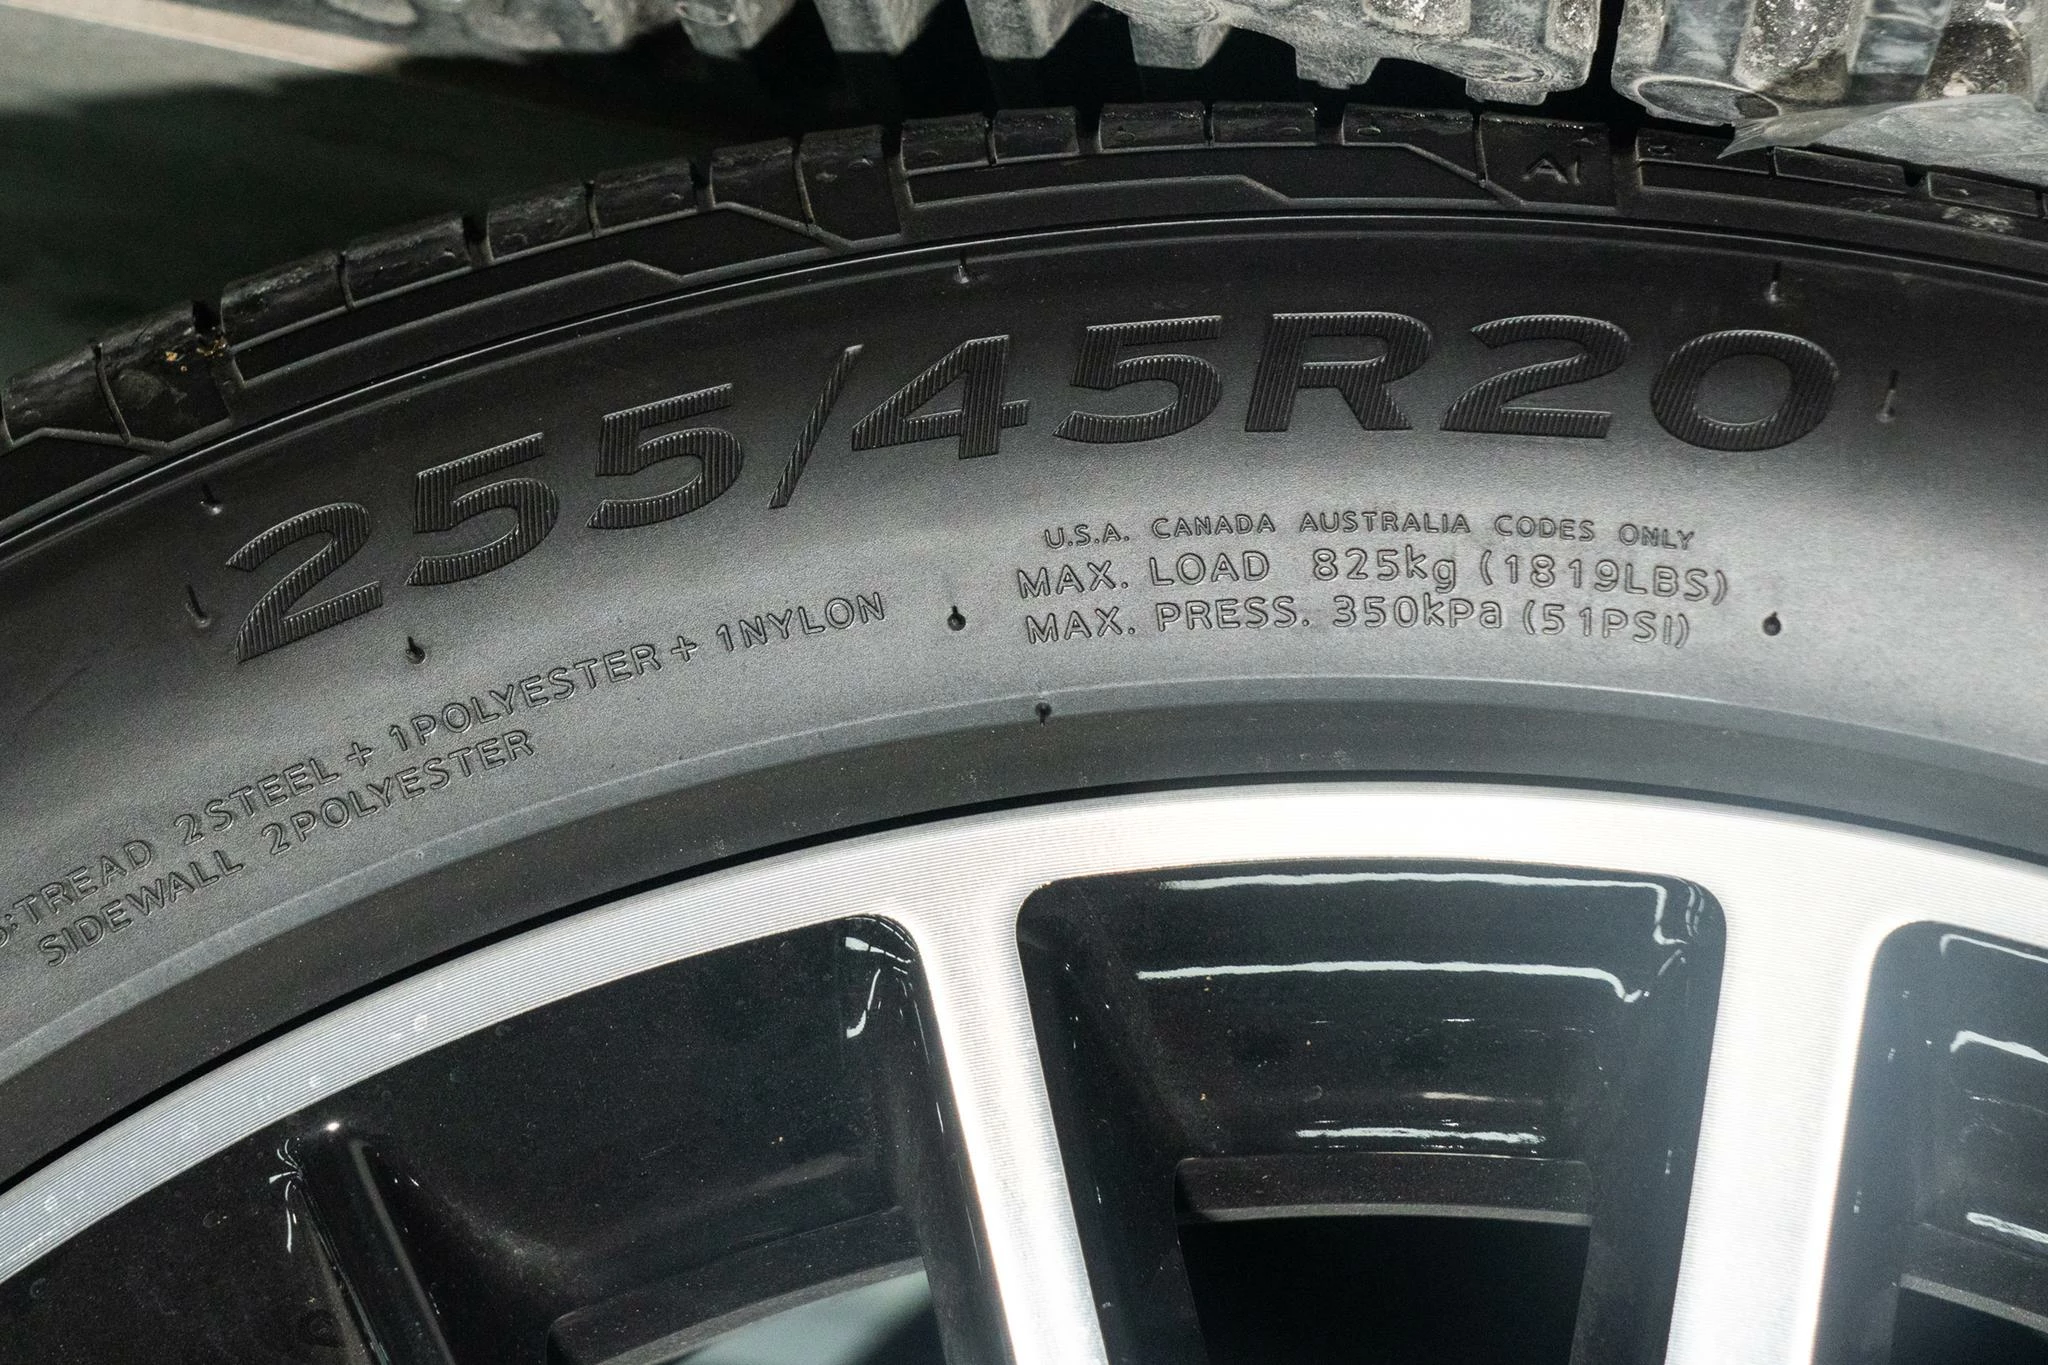 AI
255/45R20
U.S.A. CANADA AUSTRALIA CODES ONLY
MAX. LOAD 825kg (1819LBS)
MAX. PRESS. 350kPa (51PSI)
TREAD 2STEEL + 1POLYESTER + 1NYLON
SIDEWALL 2POLYESTER